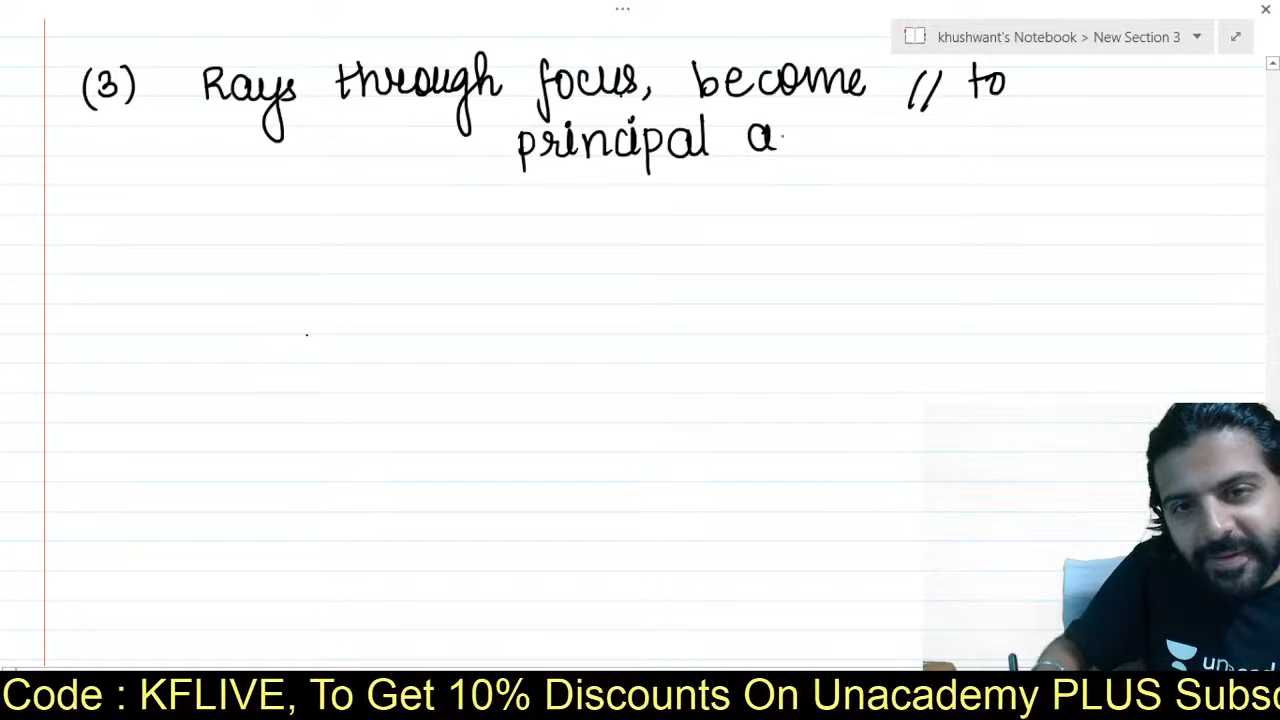 khushwant's Notebook > New Section 3
(3) Rays through focus, become // to
principal a
un
Code : KFLIVE, To Get 10% Discounts On Unacademy PLUS Subsc